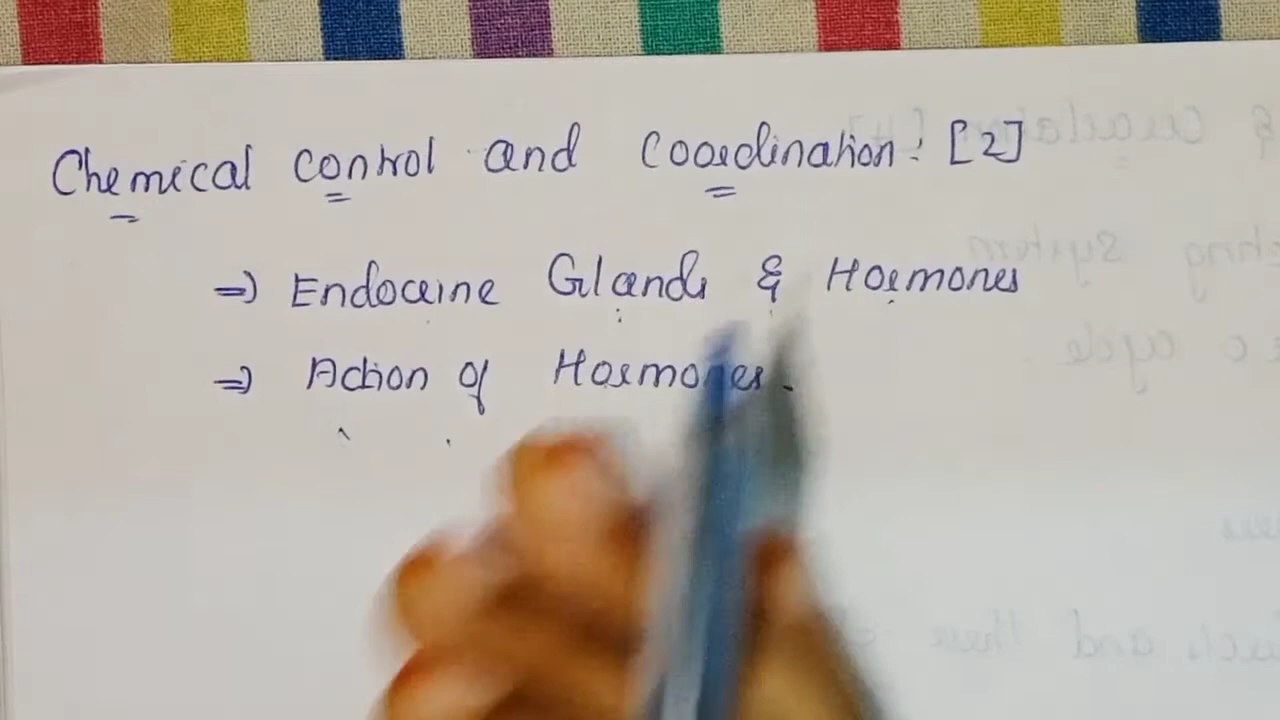 Chemical control and Coordination: [2]
⇒ Endocrine Glands & Hormones
⇒ Action of Hormones.